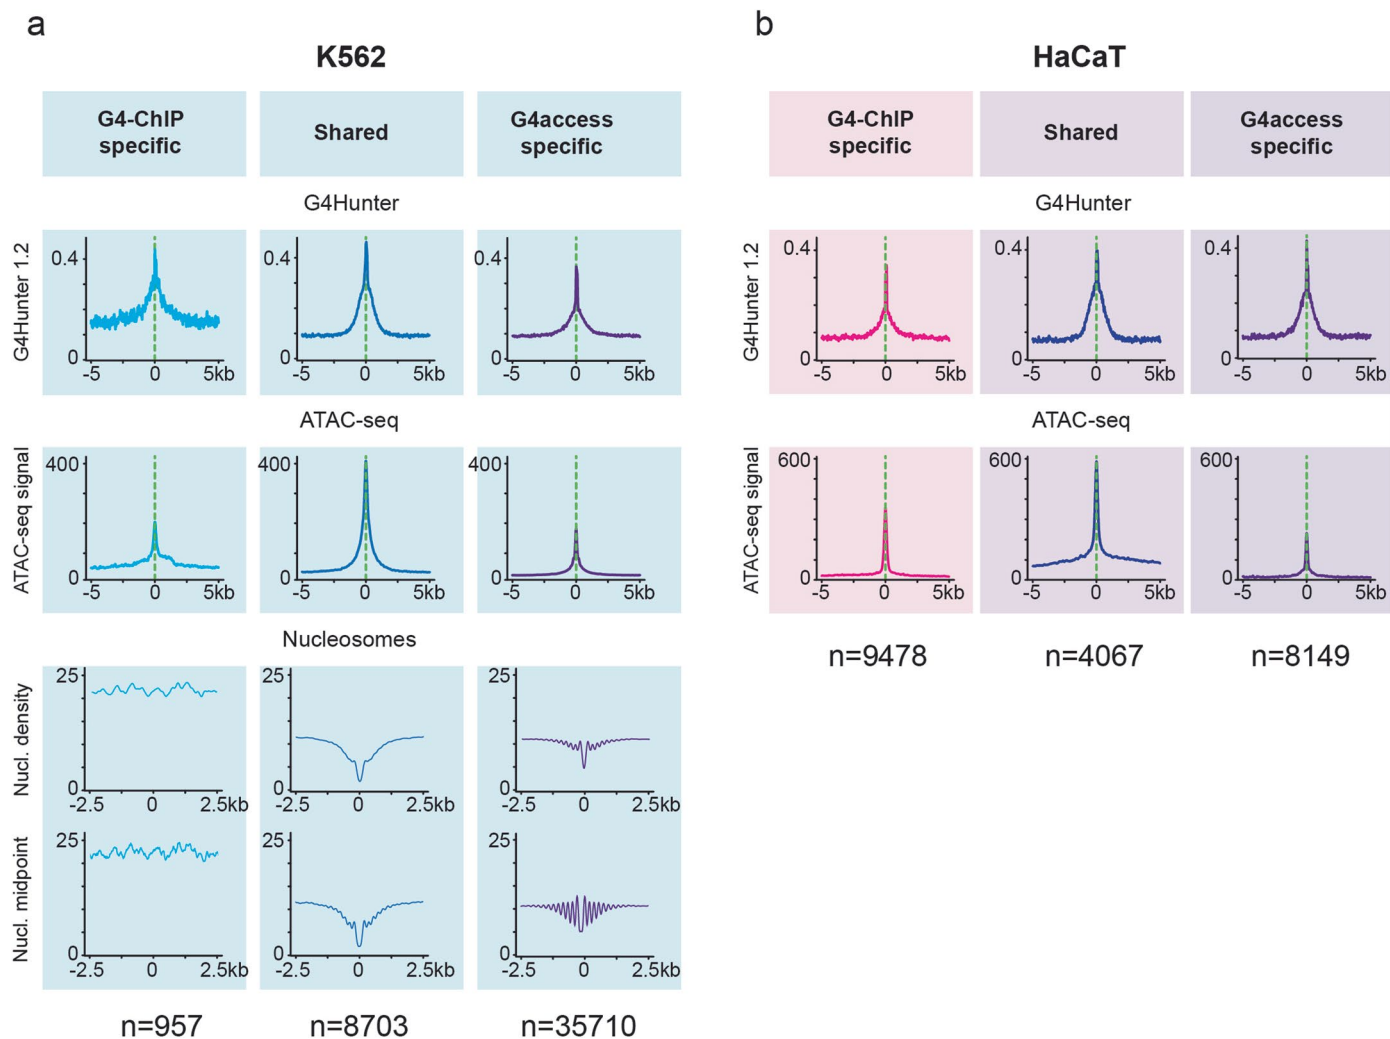 a
K562
G4-ChIP
specific
Shared
G4access
specific
G4Hunter
G4Hunter 1.2
0.4
0
-5 0 5kb
0.4
0
-5 0 5kb
0.4
0
-5 0 5kb
ATAC-seq
ATAC-seq signal
400
0
-5 0 5kb
400
0
-5 0 5kb
400
0
-5 0 5kb
Nucleosomes
Nucl. density
25
0
-2.5 0 2.5kb
25
0
-2.5 0 2.5kb
25
0
-2.5 0 2.5kb
Nucl. midpoint
25
0
-2.5 0 2.5kb
25
0
-2.5 0 2.5kb
25
0
-2.5 0 2.5kb
n=957
n=8703
n=35710
b
HaCaT
G4-ChIP
specific
Shared
G4access
specific
G4Hunter
G4Hunter 1.2
0.4
0
-5 0 5kb
0.4
0
-5 0 5kb
0.4
0
-5 0 5kb
ATAC-seq
ATAC-seq signal
600
0
-5 0 5kb
600
0
-5 0 5kb
600
0
-5 0 5kb
n=9478
n=4067
n=8149